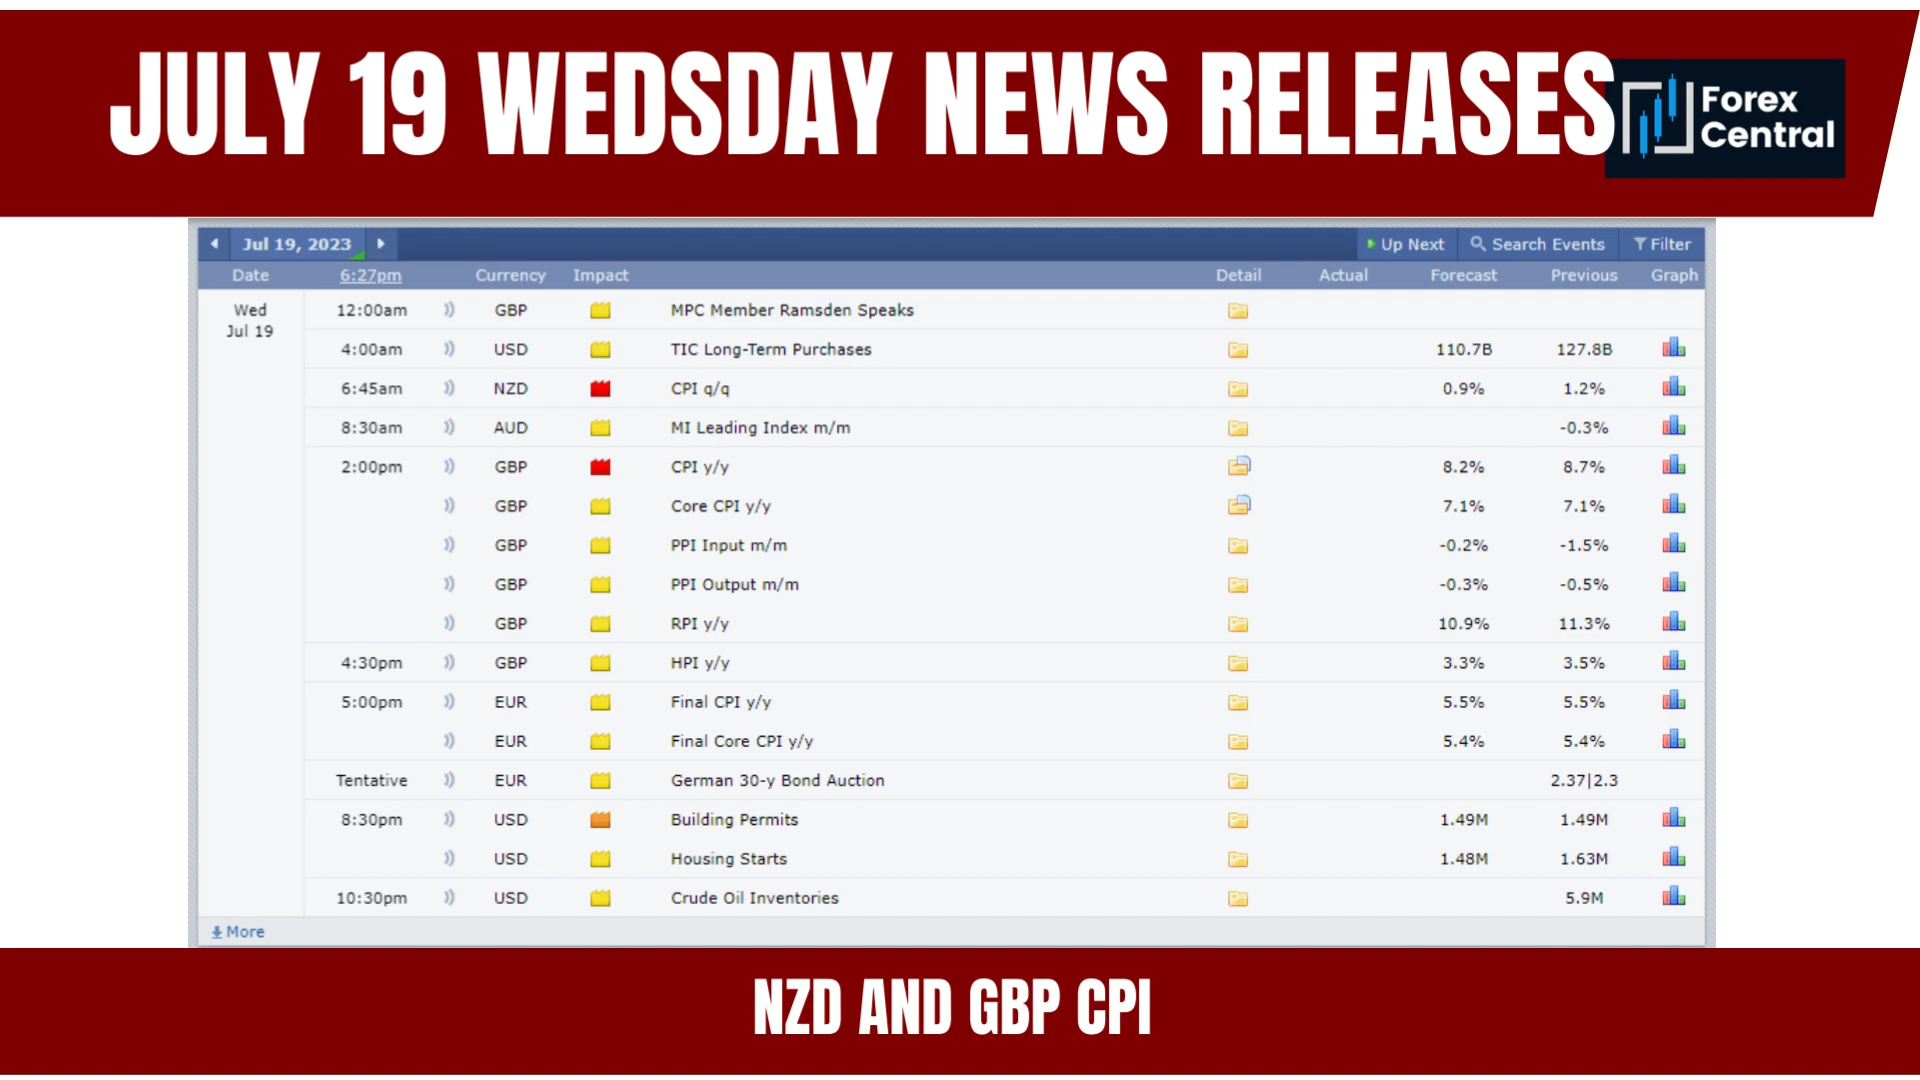 JULY 19 WEDSDAY NEWS RELEASES
Forex
Central
Jul 19, 2023 Up Next Search Events Filter
Date 6:27pm Currency Impact Detail Actual Forecast Previous Graph
Wed 12:00am GBP MPC Member Ramsden Speaks
Jul 19
4:00am USD TIC Long-Term Purchases 110.7B 127.8B
6:45am NZD CPI q/q 0.9% 1.2%
8:30am AUD MI Leading Index m/m -0.3%
2:00pm GBP CPI y/y 8.2% 8.7%
GBP Core CPI y/y 7.1% 7.1%
GBP PPI Input m/m -0.2% -1.5%
GBP PPI Output m/m -0.3% -0.5%
GBP RPI y/y 10.9% 11.3%
4:30pm GBP HPI y/y 3.3% 3.5%
5:00pm EUR Final CPI y/y 5.5% 5.5%
EUR Final Core CPI y/y 5.4% 5.4%
Tentative EUR German 30-y Bond Auction 2.37|2.3
8:30pm USD Building Permits 1.49M 1.49M
USD Housing Starts 1.48M 1.63M
10:30pm USD Crude Oil Inventories 5.9M
More
NZD AND GBP CPI